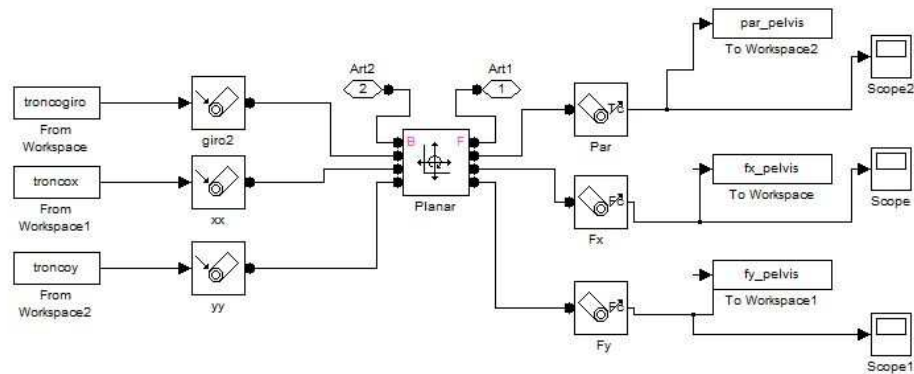 par_pelvis
To Workspace2
Scope2
Art2
2
Art1
1
troncogiro
From
Workspace
giro2
B
F
Planar
Tc
Par
troncox
From
Workspace1
xx
Fc
Fx
fx_pelvis
To Workspace
Scope
troncoy
From
Workspace2
yy
Fc
Fy
fy_pelvis
To Workspace1
Scope1